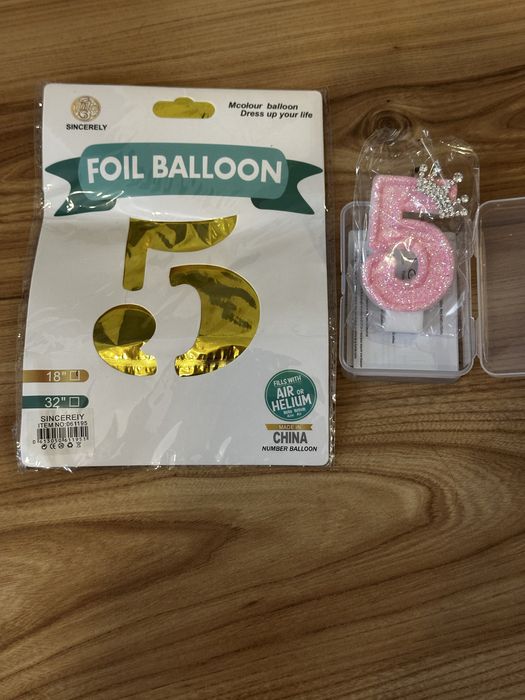 SINCERELY
Mcolour balloon
Dress up your life
FOIL BALLOON
5
18"
32"
SINCERElY
ITEM NO:061195
FILLS WITH
AIR OR
HELIUM
MADE IN
CHINA
NUMBER BALLOON
5